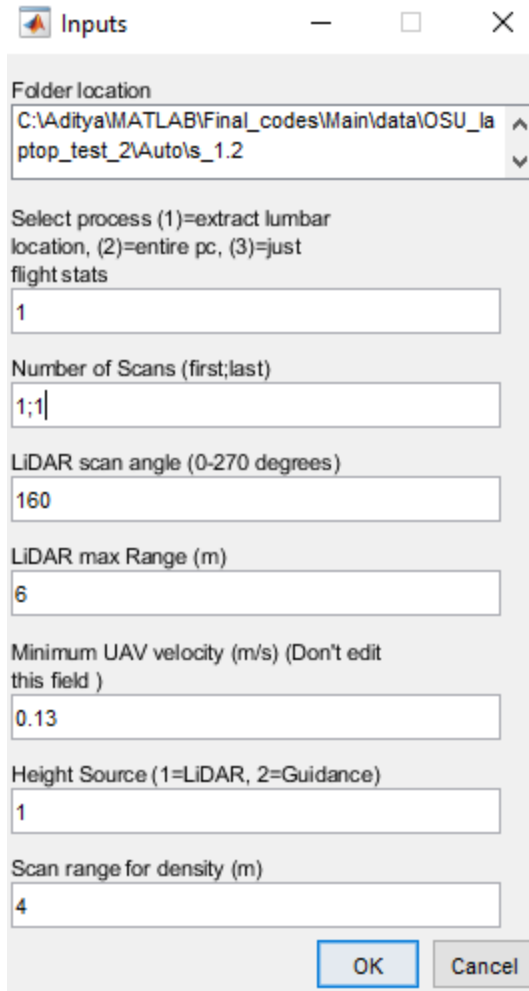 Inputs
Folder location
C:\Aditya\MATLAB\Final_codes\Main\data\OSU_la
ptop_test_2\Auto\s_1.2
Select process (1)=extract lumbar
location, (2)=entire pc, (3)=just
flight stats
1
Number of Scans (first;last)
1;1
LiDAR scan angle (0-270 degrees)
160
LiDAR max Range (m)
6
Minimum UAV velocity (m/s) (Don't edit
this field )
0.13
Height Source (1=LiDAR, 2=Guidance)
1
Scan range for density (m)
4
OK Cancel